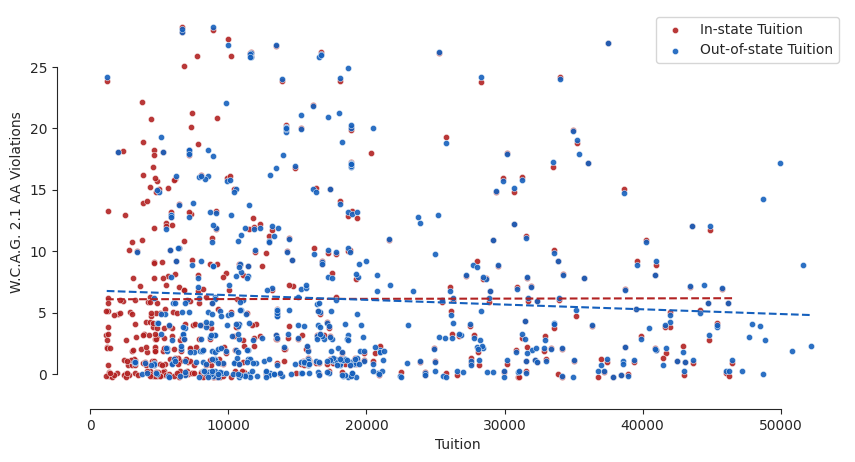 In-state Tuition
Out-of-state Tuition
W.C.A.G. 2.1 AA Violations
25
20
15
10
5
0
0 10000 20000 30000 40000 50000
Tuition